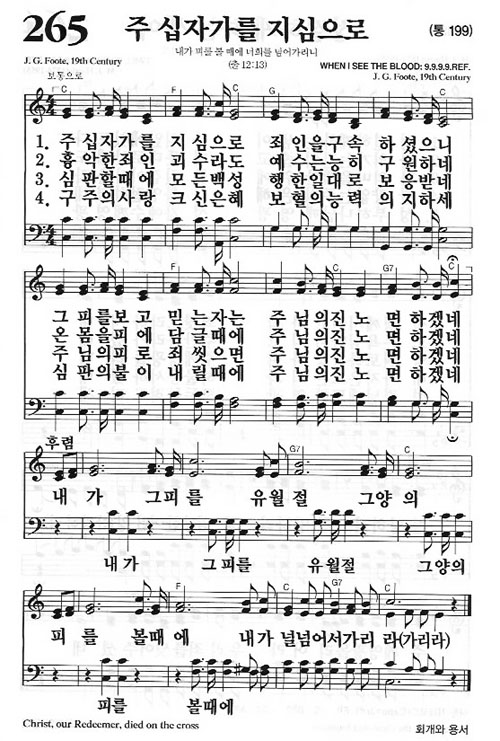 265 주 십자가를 지심으로 (통 199)
내가 피를 볼 때에 너희를 넘어가리니
(출 12:13)
J. G. Foote, 19th Century
WHEN I SEE THE BLOOD: 9.9.9.9.REF.
보통으로
J. G. Foote, 19th Century
C F C
1. 주 십자가를 지심으로 죄인을구속 하셨으니
2. 흉악한죄인 괴수라도 예수는능히 구원하네
3. 심판할때에 모든백성 행한일대로 보응받네
4. 구주의사랑 크신은혜 보혈의능력 의지하세
F C G7 C
그피를보고 믿는자는 주님의진노 면하겠네
온몸을피에 담글때에 주님의진노 면하겠네
주님의피로 죄씻으면 주님의진노 면하겠네
심판의불이 내릴때에 주님의진노 면하겠네
후렴
G7
내가 그피를 유월절 그양의
내가 그피를 유월절 그양의
F C G7 C
피를 볼때에 내가널넘어서가리라(가리라)
피를 볼때에
Christ, our Redeemer, died on the cross
회개와 용서